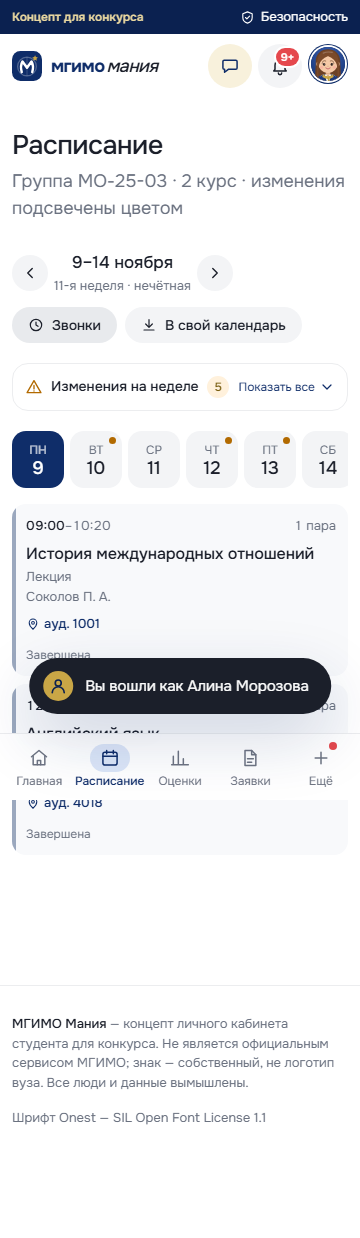 Концепт для конкурса
Безопасность
мгимо мания
9+
Расписание
Группа МО-25-03 · 2 курс · изменения
подсвечены цветом
9–14 ноября
11-я неделя · нечётная
Звонки
В свой календарь
Изменения на неделе 5 Показать все
ПН ВТ СР ЧТ ПТ СБ
9 10 11 12 13 14
09:00–10:20 1 пара
История международных отношений
Лекция
Соколов П. А.
ауд. 1001
Завершена
Вы вошли как Алина Морозова
Английский язык
Главная Расписание Оценки Заявки Ещё
ауд. 4018
Завершена
МГИМО Мания — концепт личного кабинета
студента для конкурса. Не является официальным
сервисом МГИМО; знак — собственный, не логотип
вуза. Все люди и данные вымышлены.
Шрифт Onest — SIL Open Font License 1.1